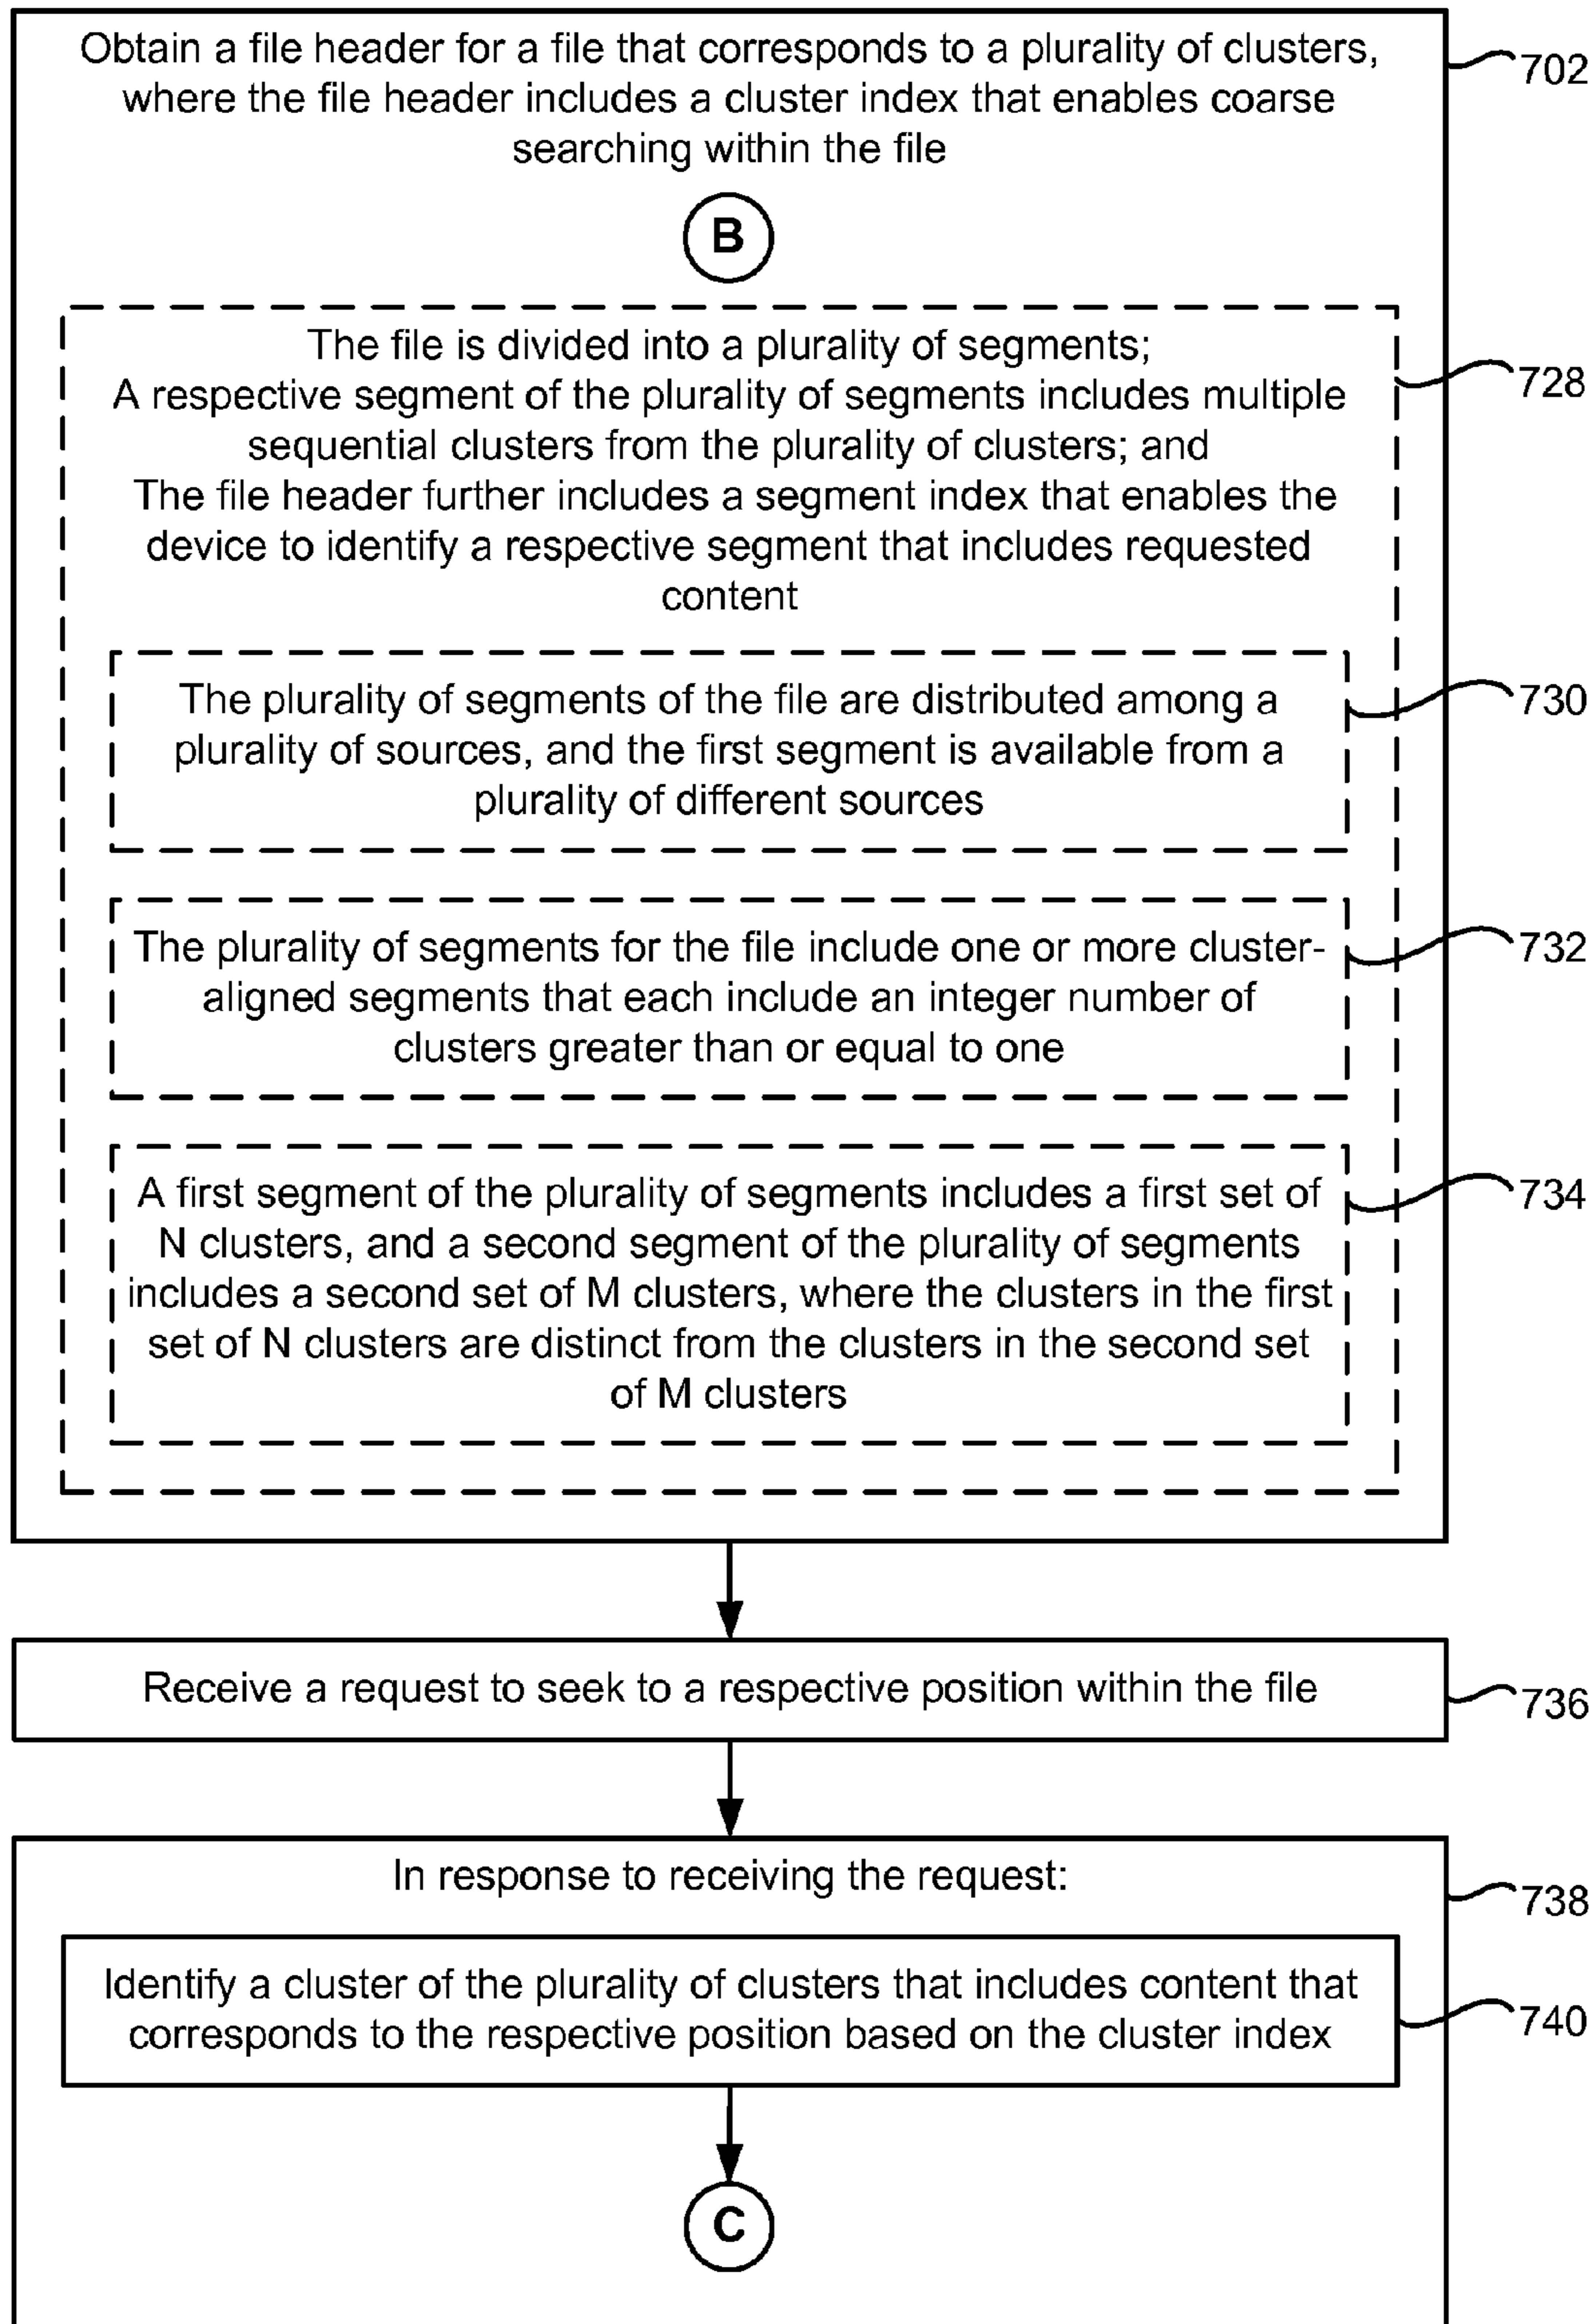 Obtain a file header for a file that corresponds to a plurality of clusters,
where the file header includes a cluster index that enables coarse
searching within the file
702
B
The file is divided into a plurality of segments;
A respective segment of the plurality of segments includes multiple
sequential clusters from the plurality of clusters; and
The file header further includes a segment index that enables the
device to identify a respective segment that includes requested
content
728
The plurality of segments of the file are distributed among a
plurality of sources, and the first segment is available from a
plurality of different sources
730
The plurality of segments for the file include one or more cluster-
aligned segments that each include an integer number of
clusters greater than or equal to one
732
A first segment of the plurality of segments includes a first set of
N clusters, and a second segment of the plurality of segments
includes a second set of M clusters, where the clusters in the first
set of N clusters are distinct from the clusters in the second set
of M clusters
734
Receive a request to seek to a respective position within the file
736
In response to receiving the request:
738
Identify a cluster of the plurality of clusters that includes content that
corresponds to the respective position based on the cluster index
740
C